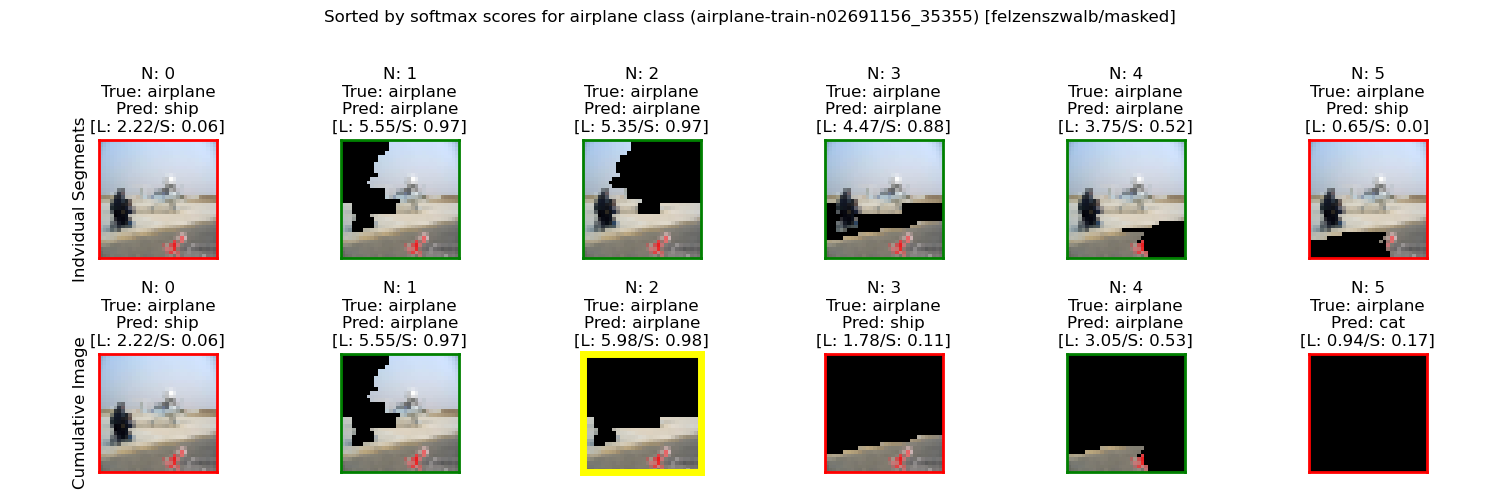 Sorted by softmax scores for airplane class (airplane-train-n02691156_35355) [felzenszwalb/masked]
Indvidual Segments
N: 0
True: airplane
Pred: ship
[L: 2.22/S: 0.06]
N: 1
True: airplane
Pred: airplane
[L: 5.55/S: 0.97]
N: 2
True: airplane
Pred: airplane
[L: 5.35/S: 0.97]
N: 3
True: airplane
Pred: airplane
[L: 4.47/S: 0.88]
N: 4
True: airplane
Pred: airplane
[L: 3.75/S: 0.52]
N: 5
True: airplane
Pred: ship
[L: 0.65/S: 0.0]
Cumulative Image
N: 0
True: airplane
Pred: ship
[L: 2.22/S: 0.06]
N: 1
True: airplane
Pred: airplane
[L: 5.55/S: 0.97]
N: 2
True: airplane
Pred: airplane
[L: 5.98/S: 0.98]
N: 3
True: airplane
Pred: ship
[L: 1.78/S: 0.11]
N: 4
True: airplane
Pred: airplane
[L: 3.05/S: 0.53]
N: 5
True: airplane
Pred: cat
[L: 0.94/S: 0.17]